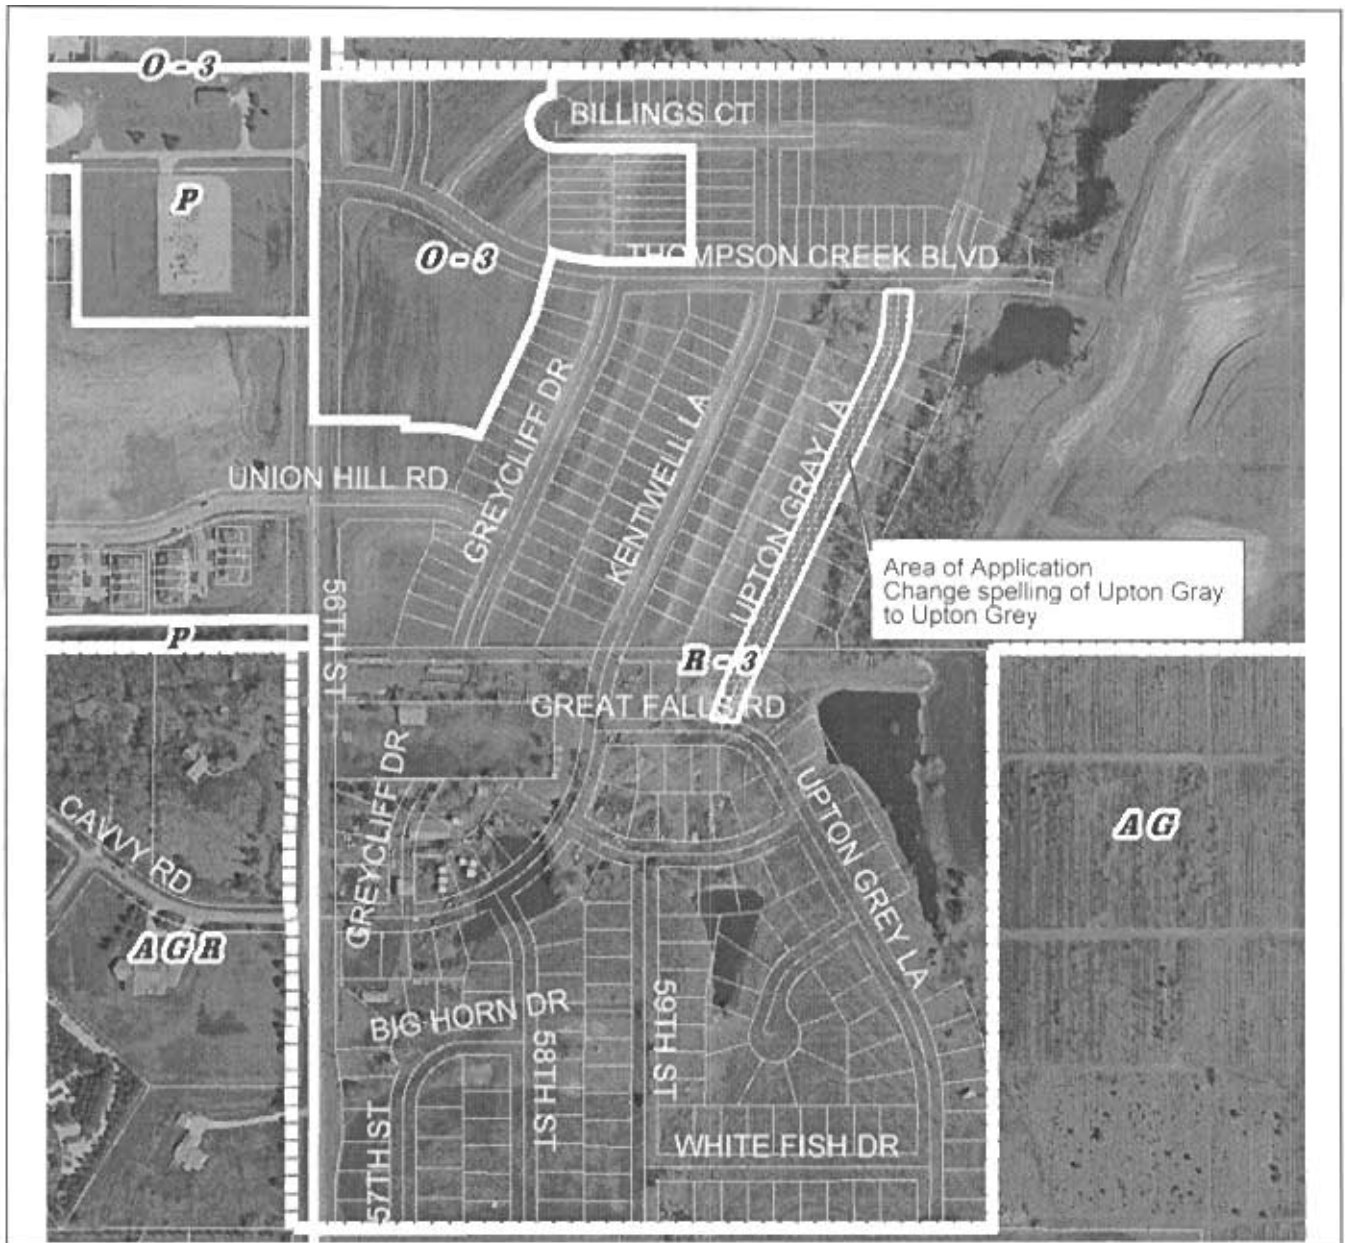 O-3
BILLINGS CT
P
O-3
THOMPSON CREEK BLVD
GREYCLIFF DR
KENTWELL LA
UPTON GRAY LA
UNION HILL RD
Area of Application
Change spelling of Upton Gray
to Upton Grey
56TH ST
P
R-3
GREAT FALLS RD
GREYCLIFF DR
UPTON GREY LA
CAVVY RD
AG
AGR
BIG HORN DR
58TH ST
59TH ST
57TH ST
WHITE FISH DR